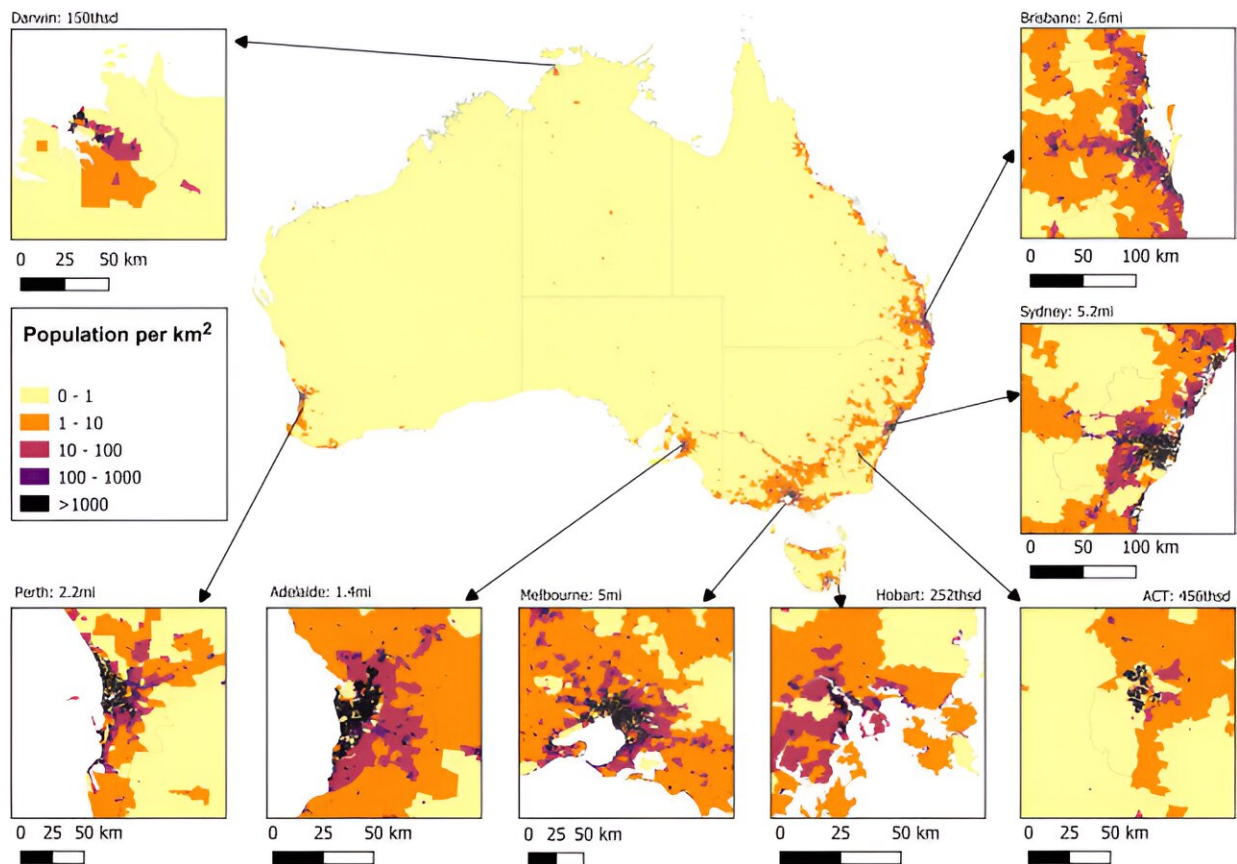 Darwin: 150thsd
Brisbane: 2.6mi
0 25 50 km
0 50 100 km
Sydney: 5.2mi
Population per km²
0 - 1
1 - 10
10 - 100
100 - 1000
>1000
0 50 100 km
Perth: 2.2mi
Adelaide: 1.4mi
Melbourne: 5mi
Hobart: 252thsd
ACT: 456thsd
0 25 50 km
0 25 50 km
0 25 50 km
0 25 50 km
0 25 50 km